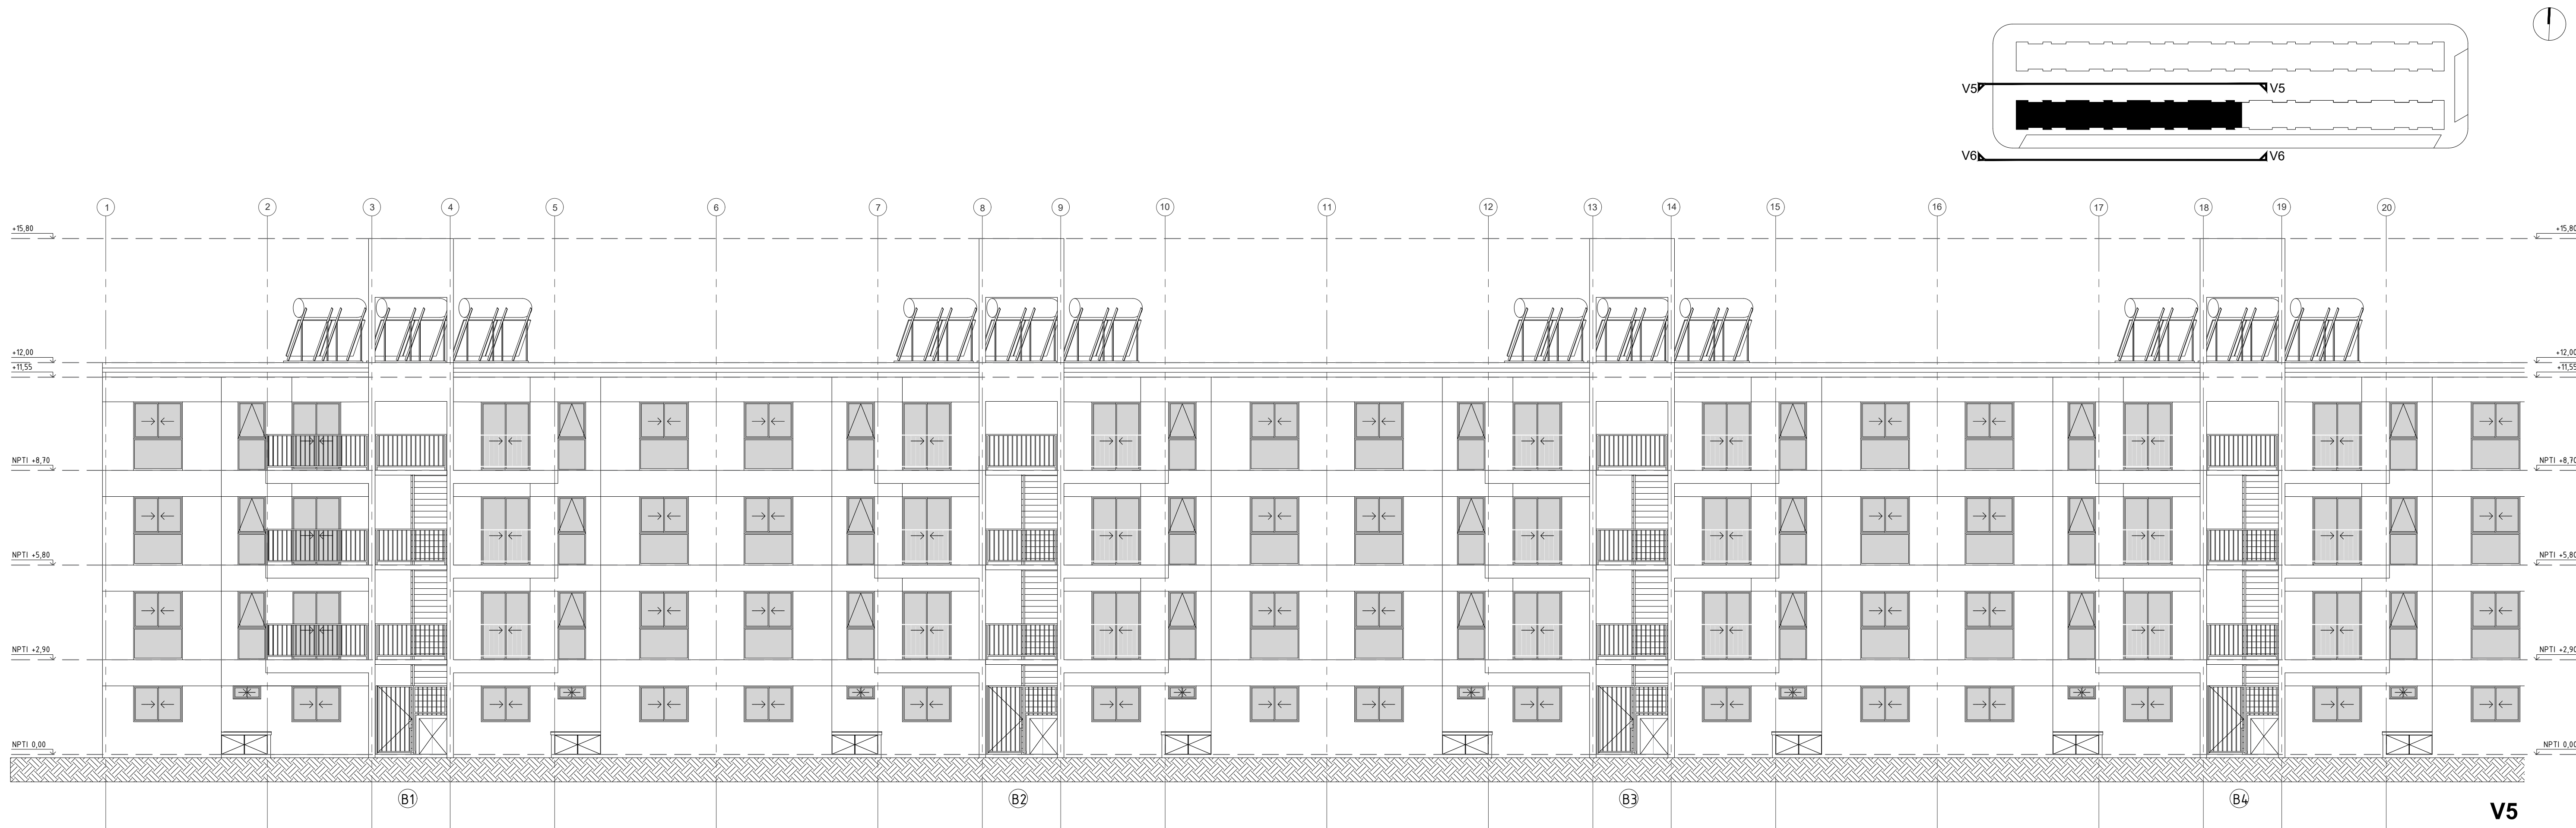 V5 V5
V6 V6
1 2 3 4 5 6 7 8 9 10 11 12 13 14 15 16 17 18 19 20
+15,80 +15,80
+12,00 +12,00
+11,55 +11,55
NPTI +8,70 NPTI +8,70
NPTI +5,80 NPTI +5,80
NPTI +2,90 NPTI +2,90
NPTI 0,00 NPTI 0,00
B1 B2 B3 B4
V5